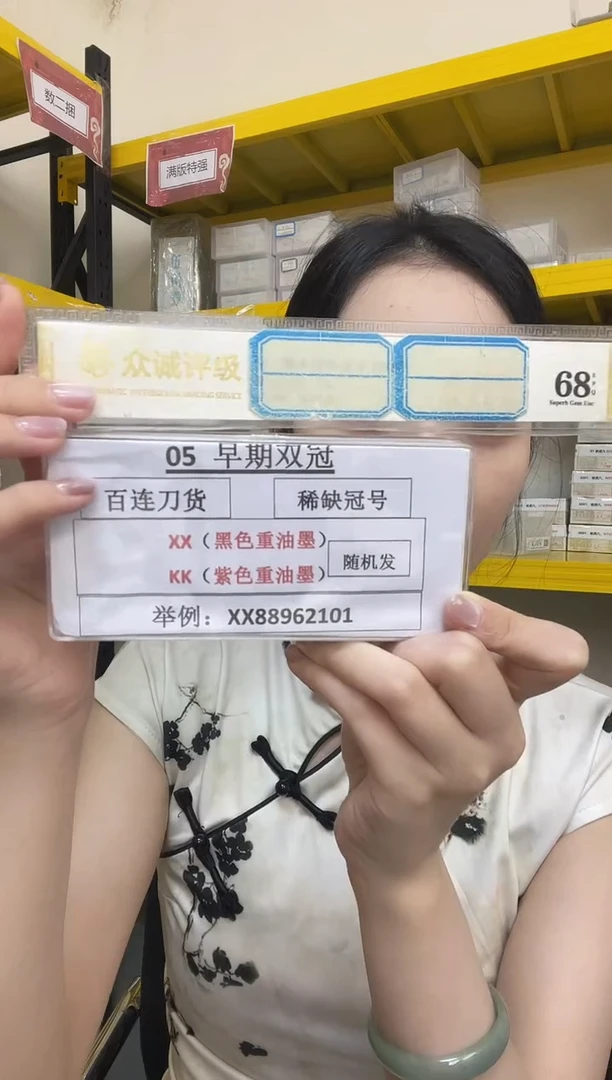 数二捆
满版特强
众诚评级
68 EPQ
Superb Gem Unc
05 早期双冠
百连刀货
稀缺冠号
XX（黑色重油墨）
KK（紫色重油墨）
随机发
举例：XX88962101